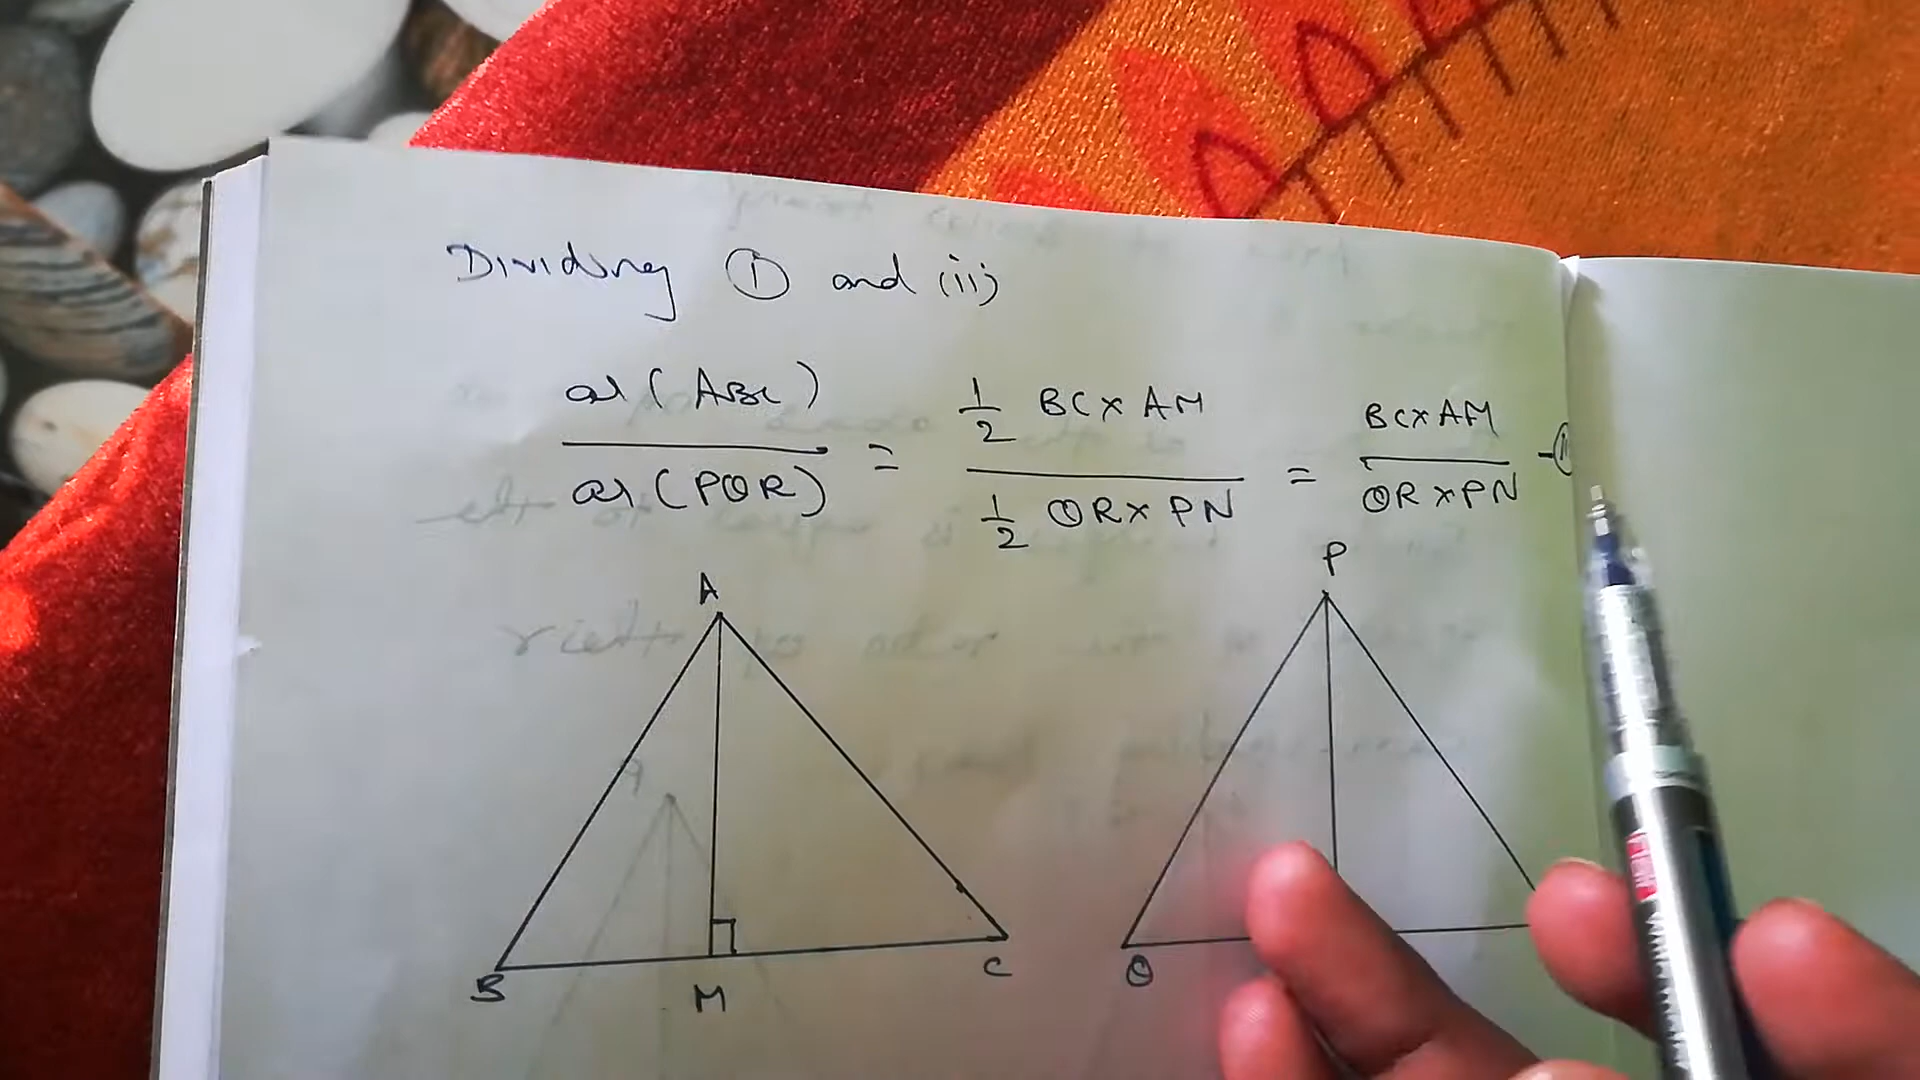 Dividing (i) and (ii)
ar(ABC) / ar(PQR) = 1/2 BC x AM / 1/2 QR x PN = BC x AM / QR x PN
A
P
B
M
C
Q